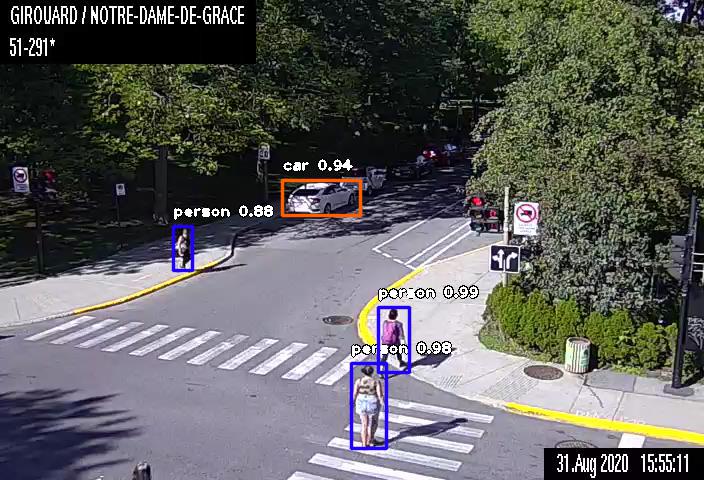 GIROUARD / NOTRE-DAME-DE-GRACE
51-291*
car 0.94
person 0.88
person 0.99
person 0.98
31.Aug 2020 15:55:11